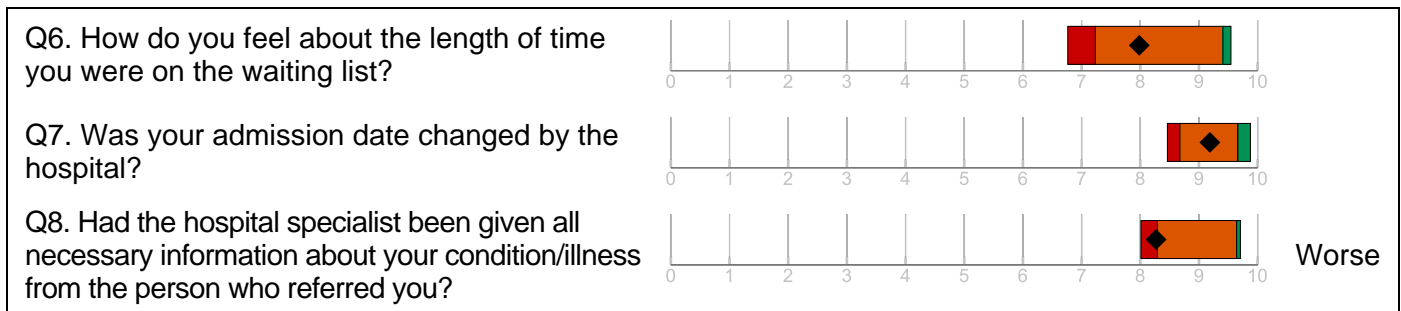 Q6. How do you feel about the length of time
you were on the waiting list?
0 1 2 3 4 5 6 7 8 9 10
Q7. Was your admission date changed by the
hospital?
0 1 2 3 4 5 6 7 8 9 10
Q8. Had the hospital specialist been given all
necessary information about your condition/illness
from the person who referred you?
0 1 2 3 4 5 6 7 8 9 10
Worse